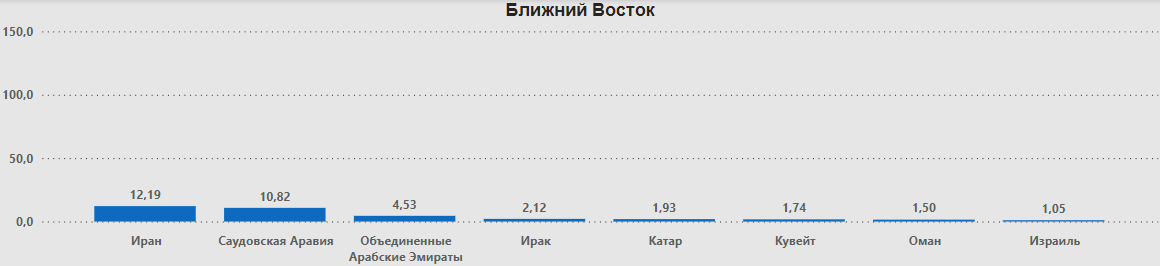 Ближний Восток
150,0
100,0
50,0
0,0
12,19
10,82
4,53
2,12
1,93
1,74
1,50
1,05
Иран
Саудовская Аравия
Объединенные
Арабские Эмираты
Ирак
Катар
Кувейт
Оман
Израиль